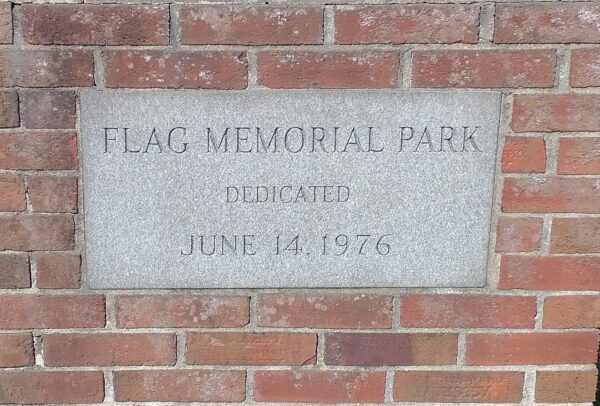 FLAG MEMORIAL PARK
DEDICATED
JUNE 14, 1976